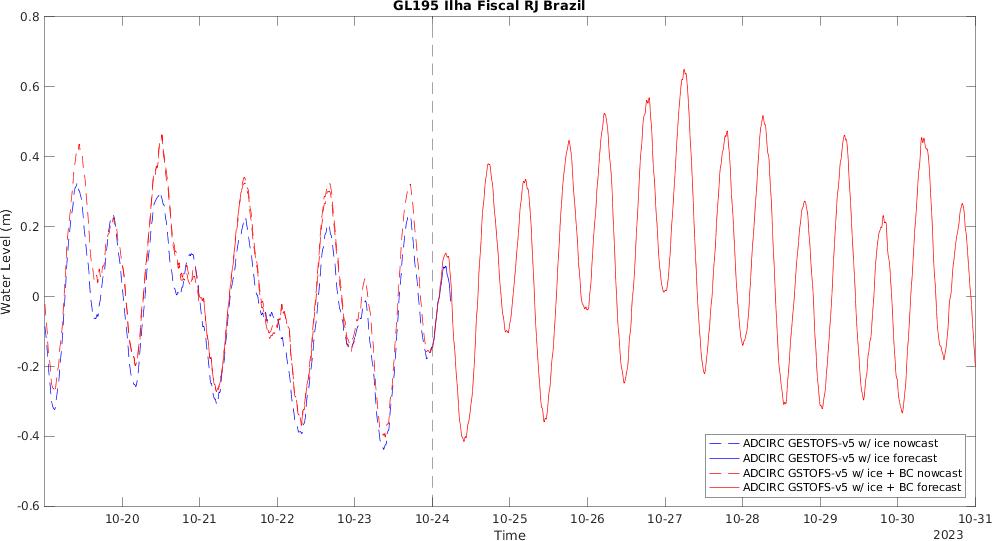 GL195 Ilha Fiscal RJ Brazil
0.8
0.6
0.4
0.2
0
-0.2
-0.4
-0.6
Water Level (m)
ADCIRC GESTOFS-v5 w/ ice nowcast
ADCIRC GESTOFS-v5 w/ ice forecast
ADCIRC GSTOFS-v5 w/ ice + BC nowcast
ADCIRC GSTOFS-v5 w/ ice + BC forecast
10-20 10-21 10-22 10-23 10-24 10-25 10-26 10-27 10-28 10-29 10-30 10-31
Time
2023